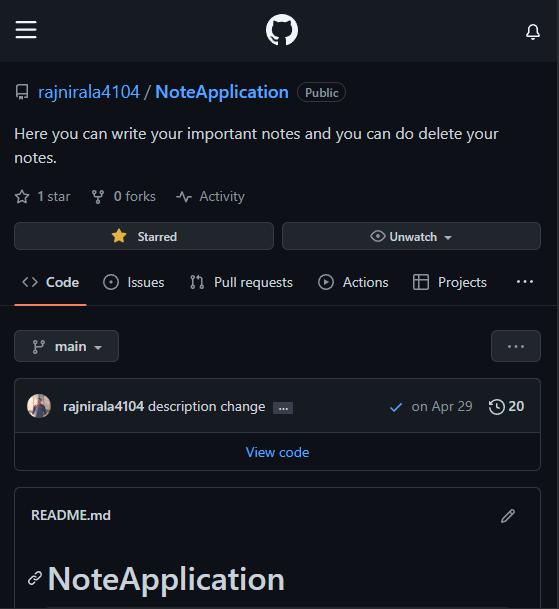 rajnirala4104 / NoteApplication Public
Here you can write your important notes and you can do delete your
notes.
1 star 0 forks Activity
Starred Unwatch
Code Issues Pull requests Actions Projects ...
main ...
rajnirala4104 description change ... on Apr 29 20
View code
README.md
NoteApplication